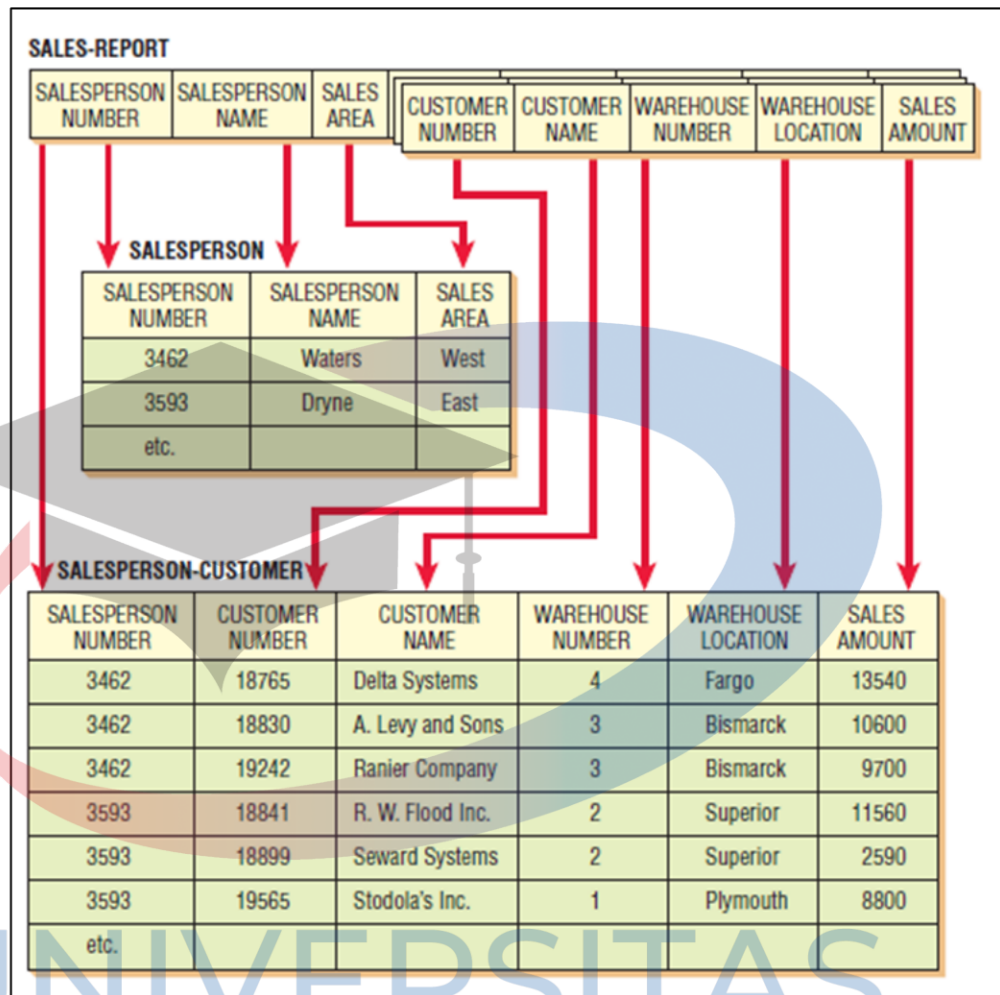 SALES-REPORT
SALESPERSON NUMBER SALESPERSON NAME SALES AREA CUSTOMER NUMBER CUSTOMER NAME WAREHOUSE NUMBER WAREHOUSE LOCATION SALES AMOUNT
SALESPERSON
SALESPERSON NUMBER SALESPERSON NAME SALES AREA
3462 Waters West
3593 Dryne East
etc.
SALESPERSON-CUSTOMER
SALESPERSON NUMBER CUSTOMER NUMBER CUSTOMER NAME WAREHOUSE NUMBER WAREHOUSE LOCATION SALES AMOUNT
3462 18765 Delta Systems 4 Fargo 13540
3462 18830 A. Levy and Sons 3 Bismarck 10600
3462 19242 Ranier Company 3 Bismarck 9700
3593 18841 R. W. Flood Inc. 2 Superior 11560
3593 18899 Seward Systems 2 Superior 2590
3593 19565 Stodola's Inc. 1 Plymouth 8800
etc.
UNIVERSITAS